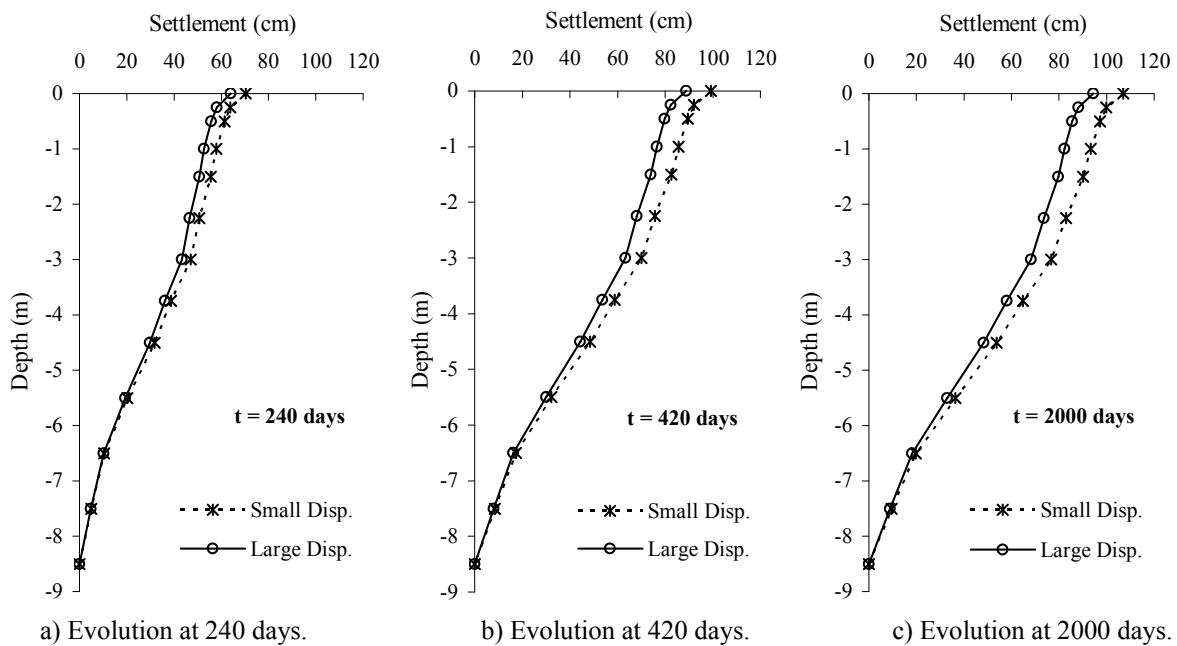 Settlement (cm)
0 20 40 60 80 100 120
0
-1
-2
-3
-4
-5
-6
-7
-8
-9
Depth (m)
t = 240 days
Small Disp.
Large Disp.
a) Evolution at 240 days.
Settlement (cm)
0 20 40 60 80 100 120
0
-1
-2
-3
-4
-5
-6
-7
-8
-9
Depth (m)
t = 420 days
Small Disp.
Large Disp.
b) Evolution at 420 days.
Settlement (cm)
0 20 40 60 80 100 120
0
-1
-2
-3
-4
-5
-6
-7
-8
-9
Depth (m)
t = 2000 days
Small Disp.
Large Disp.
c) Evolution at 2000 days.